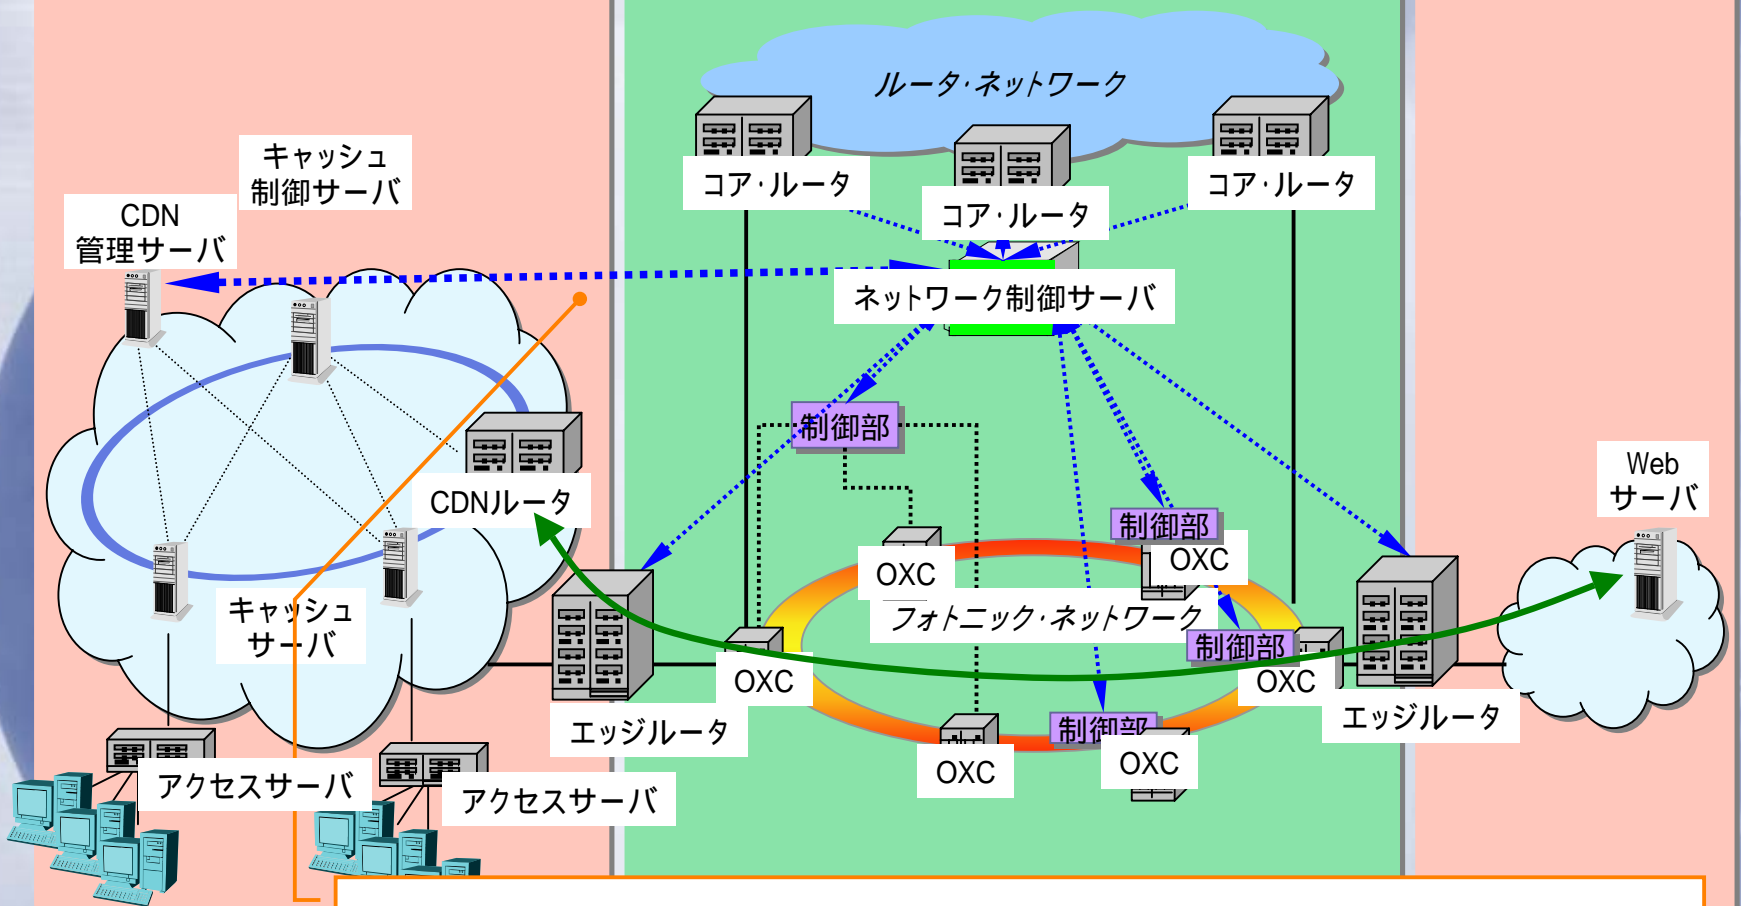 ルータ・ネットワーク
キャッシュ
制御サーバ
コア・ルータ
コア・ルータ
コア・ルータ
CDN
管理サーバ
ネットワーク制御サーバ
制御部
CDNルータ
Web
サーバ
制御部
OXC
OXC
フォトニック・ネットワーク
キャッシュ
サーバ
制御部
OXC
OXC
エッジルータ
制御部
エッジルータ
OXC
OXC
アクセスサーバ
アクセスサーバ